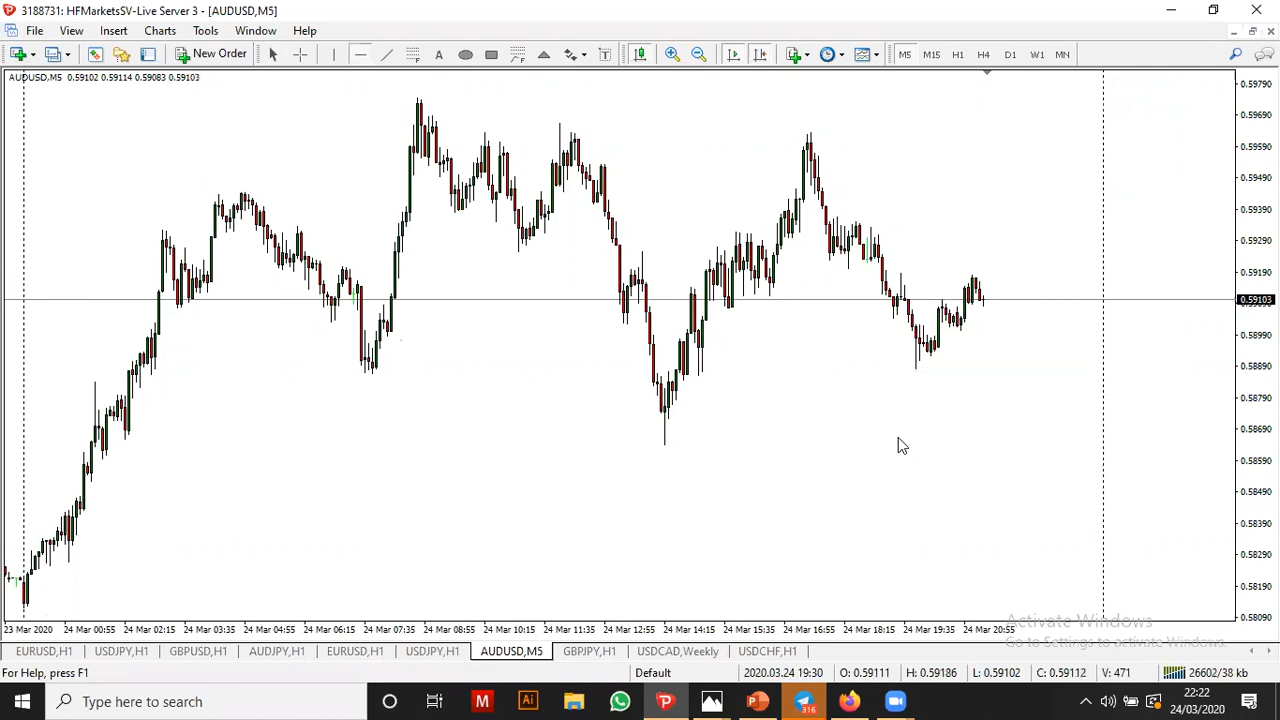 3188731: HFMarketsSV-Live Server 3 - [AUDUSD,M5]
File View Insert Charts Tools Window Help
New Order A T M5 M15 H1 H4 D1 W1 MN
AUDUSD,M5 0.59102 0.59114 0.59083 0.59103
0.59790
0.59690
0.59590
0.59490
0.59390
0.59290
0.59190
0.59103
0.58990
0.58890
0.58790
0.58690
0.58590
0.58490
0.58390
0.58290
0.58190
0.58090
Activate Windows
Go to Settings to activate Windows.
23 Mar 2020 24 Mar 00:55 24 Mar 02:15 24 Mar 03:35 24 Mar 04:55 24 Mar 06:15 24 Mar 07:35 24 Mar 08:55 24 Mar 10:15 24 Mar 11:35 24 Mar 12:55 24 Mar 14:15 24 Mar 15:35 24 Mar 16:55 24 Mar 18:15 24 Mar 19:35 24 Mar 20:55
EURUSD,H1 USDJPY,H1 GBPUSD,H1 AUDJPY,H1 EURUSD,H1 USDJPY,H1 AUDUSD,M5 GBPJPY,H1 USDCAD,Weekly USDCHF,H1
For Help, press F1 Default 2020.03.24 19:30 O: 0.59111 H: 0.59186 L: 0.59102 C: 0.59112 V: 471 26602/38 kb
Type here to search M Ai 316 22:22
24/03/2020